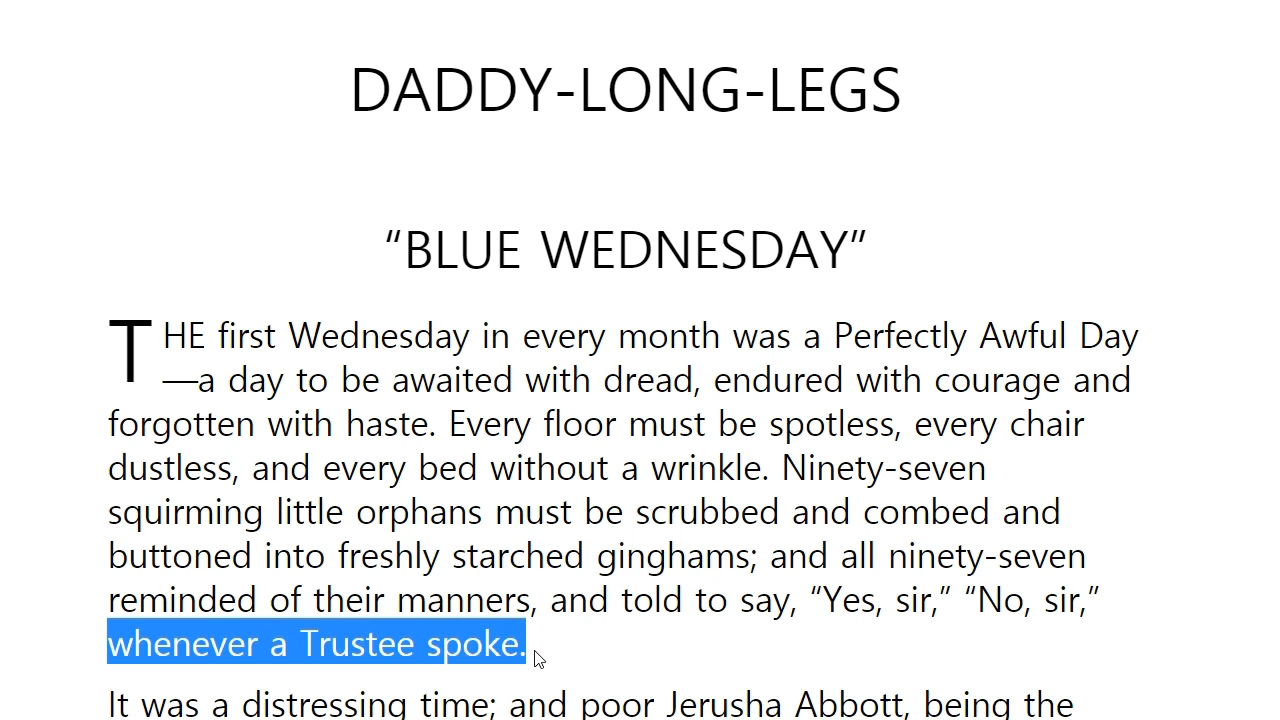 DADDY-LONG-LEGS
“BLUE WEDNESDAY”
THE first Wednesday in every month was a Perfectly Awful Day
—a day to be awaited with dread, endured with courage and
forgotten with haste. Every floor must be spotless, every chair
dustless, and every bed without a wrinkle. Ninety-seven
squirming little orphans must be scrubbed and combed and
buttoned into freshly starched ginghams; and all ninety-seven
reminded of their manners, and told to say, “Yes, sir,” “No, sir,”
whenever a Trustee spoke.
It was a distressing time; and poor Jerusha Abbott, being the